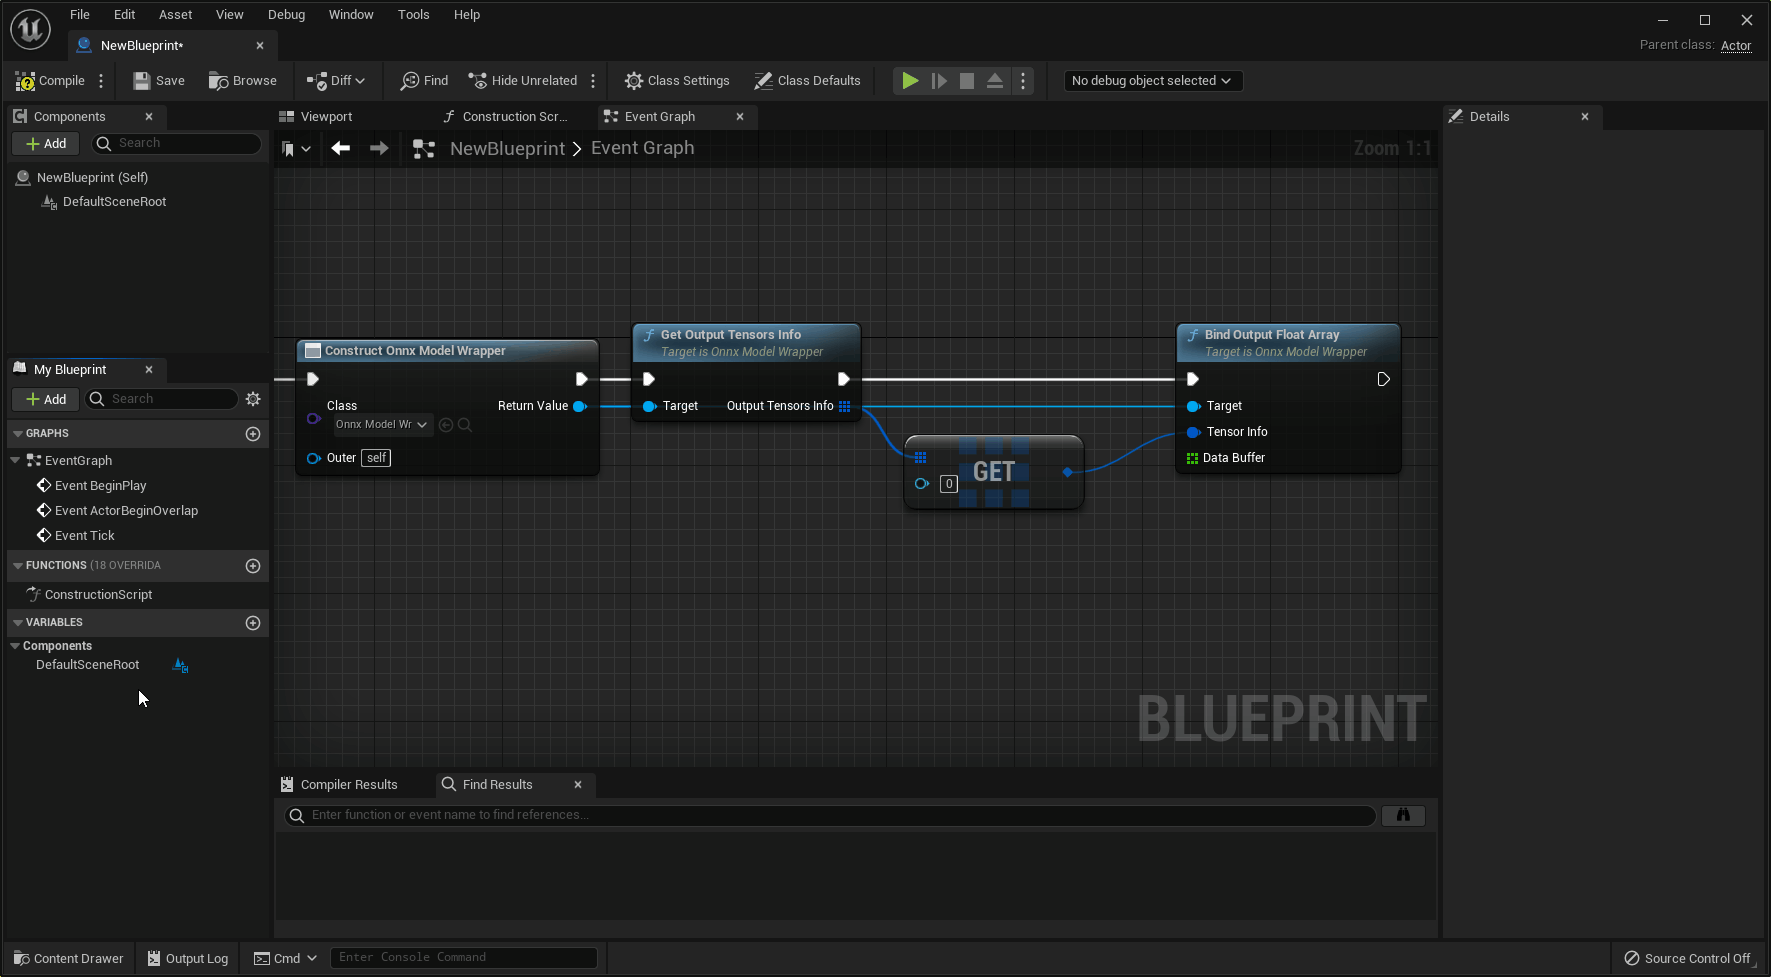 File Edit Asset View Debug Window Tools Help
NewBlueprint*
Parent class: Actor
Compile Save Browse Diff Find Hide Unrelated Class Settings Class Defaults No debug object selected
Components
Add Search
NewBlueprint (Self)
DefaultSceneRoot
My Blueprint
Add Search
GRAPHS
EventGraph
Event BeginPlay
Event ActorBeginOverlap
Event Tick
FUNCTIONS (18 OVERRIDA
ConstructionScript
VARIABLES
Components
DefaultSceneRoot
Viewport Construction Scr... Event Graph
NewBlueprint > Event Graph Zoom 1:1
Construct Onnx Model Wrapper
Class Return Value
Onnx Model Wr
Outer self
Get Output Tensors Info
Target is Onnx Model Wrapper
Target Output Tensors Info
GET
0
Bind Output Float Array
Target is Onnx Model Wrapper
Target
Tensor Info
Data Buffer
BLUEPRINT
Compiler Results Find Results
Enter function or event name to find references...
Details
Content Drawer Output Log Cmd Enter Console Command Source Control Off